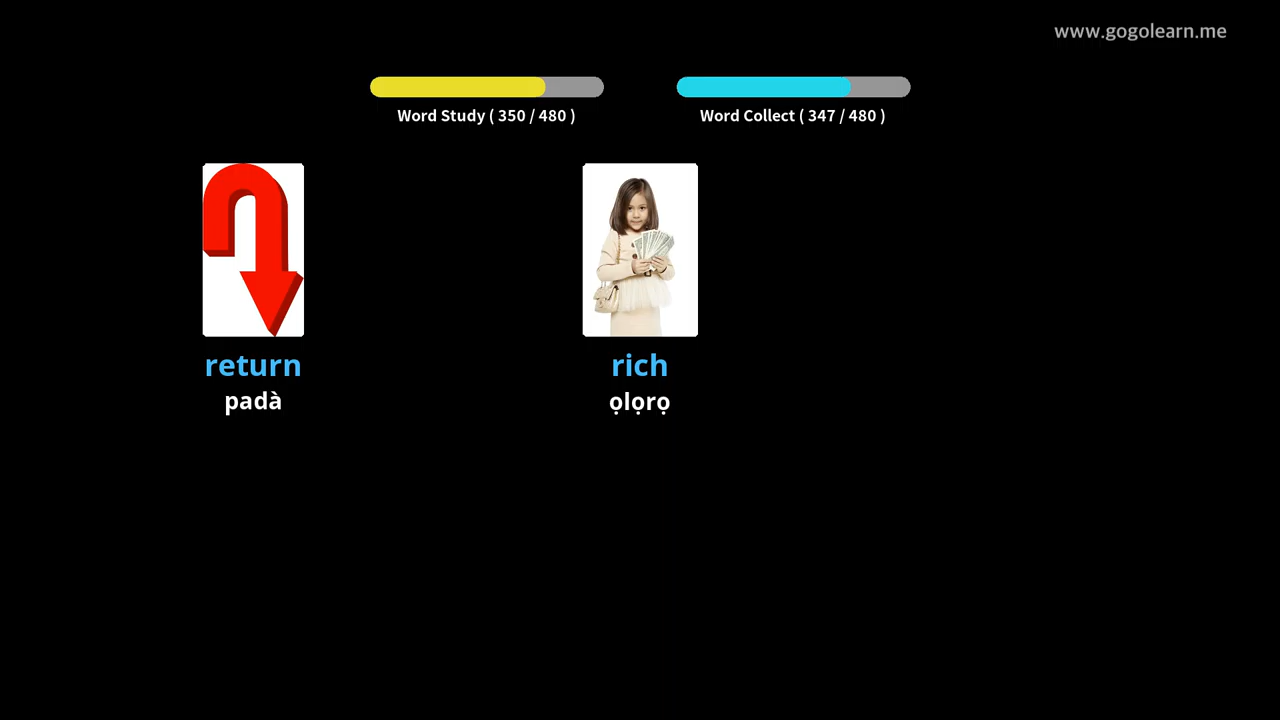 www.gogolearn.me
Word Study ( 350 / 480 )
Word Collect ( 347 / 480 )
return
padà
rich
ọlọrọ